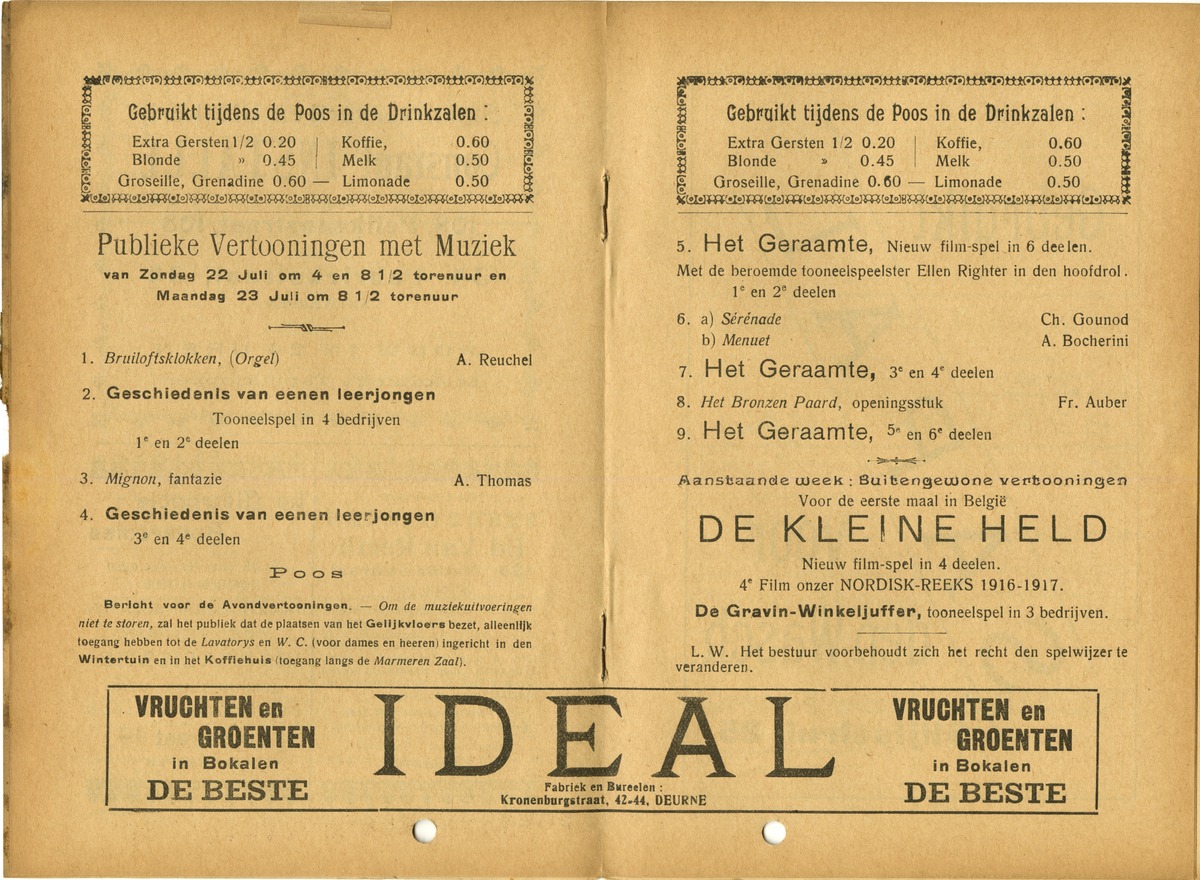 Gebruikt tijdens de Poos in de Drinkzalen :
Extra Gersten 1/2 0.20 | Koffie, 0.60
Blonde » 0.45 | Melk 0.50
Groseille, Grenadine 0.60 — Limonade 0.50
Publieke Vertooningen met Muziek
van Zondag 22 Juli om 4 en 8 1/2 torenuur en
Maandag 23 Juli om 8 1/2 torenuur
1. Bruiloftsklokken, (Orgel) A. Reuchel
2. Geschiedenis van eenen leerjongen
Tooneelspel in 4 bedrijven
1e en 2e deelen
3. Mignon, fantazie A. Thomas
4. Geschiedenis van eenen leerjongen
3e en 4e deelen
Poos
Bericht voor de Avondvertooningen. — Om de muziekuitvoeringen
niet te storen, zal het publiek dat de plaatsen van het Gelijkvloers bezet, alleenlijk
toegang hebben tot de Lavatorys en W. C. (voor dames en heeren) ingericht in den
Wintertuin en in het Koffiehuis (toegang langs de Marmeren Zaal).
Gebruikt tijdens de Poos in de Drinkzalen :
Extra Gersten 1/2 0.20 | Koffie, 0.60
Blonde » 0.45 | Melk 0.50
Groseille, Grenadine 0.60 — Limonade 0.50
5. Het Geraamte, Nieuw film-spel in 6 deelen.
Met de beroemde tooneelspeelster Ellen Righter in den hoofdrol.
1e en 2e deelen
6. a) Sérénade Ch. Gounod
b) Menuet A. Bocherini
7. Het Geraamte, 3e en 4e deelen
8. Het Bronzen Paard, openingsstuk Fr. Auber
9. Het Geraamte, 5e en 6e deelen
Aanstaande week : Buitengewone vertooningen
Voor de eerste maal in België
DE KLEINE HELD
Nieuw film-spel in 4 deelen.
4e Film onzer NORDISK-REEKS 1916-1917.
De Gravin-Winkeljuffer, tooneelspel in 3 bedrijven.
L. W. Het bestuur voorbehoudt zich het recht den spelwijzer te
veranderen.
VRUCHTEN en
GROENTEN
in Bokalen
DE BESTE
IDEAL
Fabriek en Bureelen :
Kronenburgstraat, 42-44, DEURNE
VRUCHTEN en
GROENTEN
in Bokalen
DE BESTE